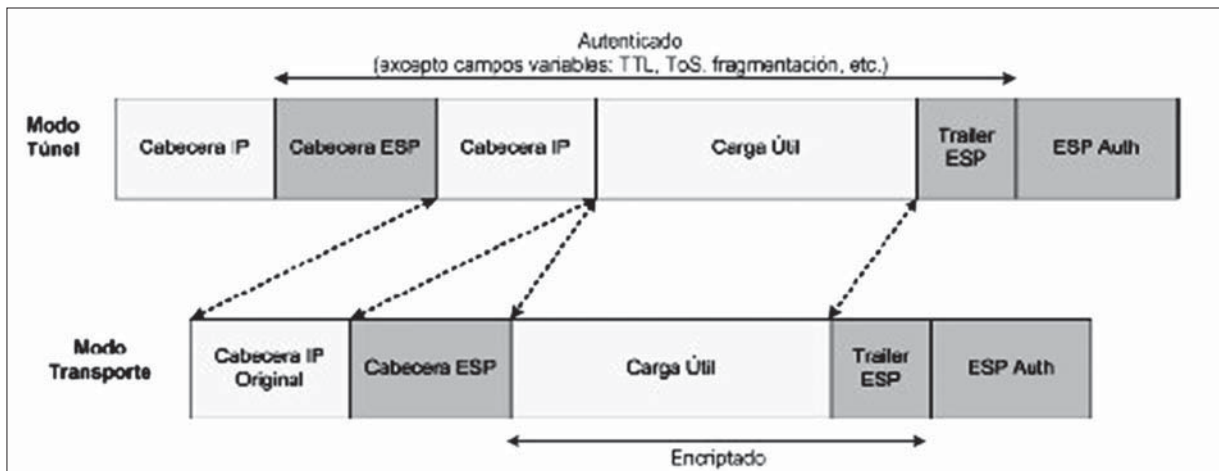 Autenticado
(excepto campos variables: TTL, ToS. fragmentación, etc.)
Modo
Túnel
Cabecera IP
Cabecera ESP
Cabecera IP
Carga Útil
Trailer
ESP
ESP Auth
Modo
Transporte
Cabecera IP
Original
Cabecera ESP
Carga Útil
Trailer
ESP
ESP Auth
Encriptado